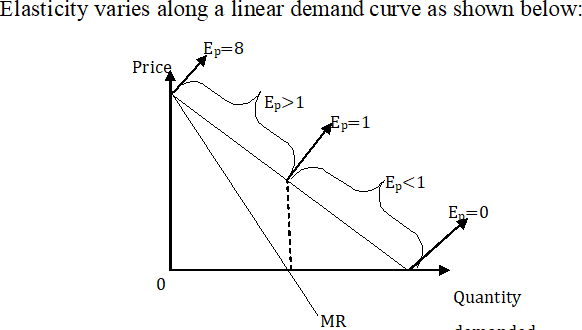 Elasticity varies along a linear demand curve as shown below:
Eₚ=8
Price
Eₚ>1
Eₚ=1
Eₚ<1
Eₚ=0
0
Quantity
demanded
MR